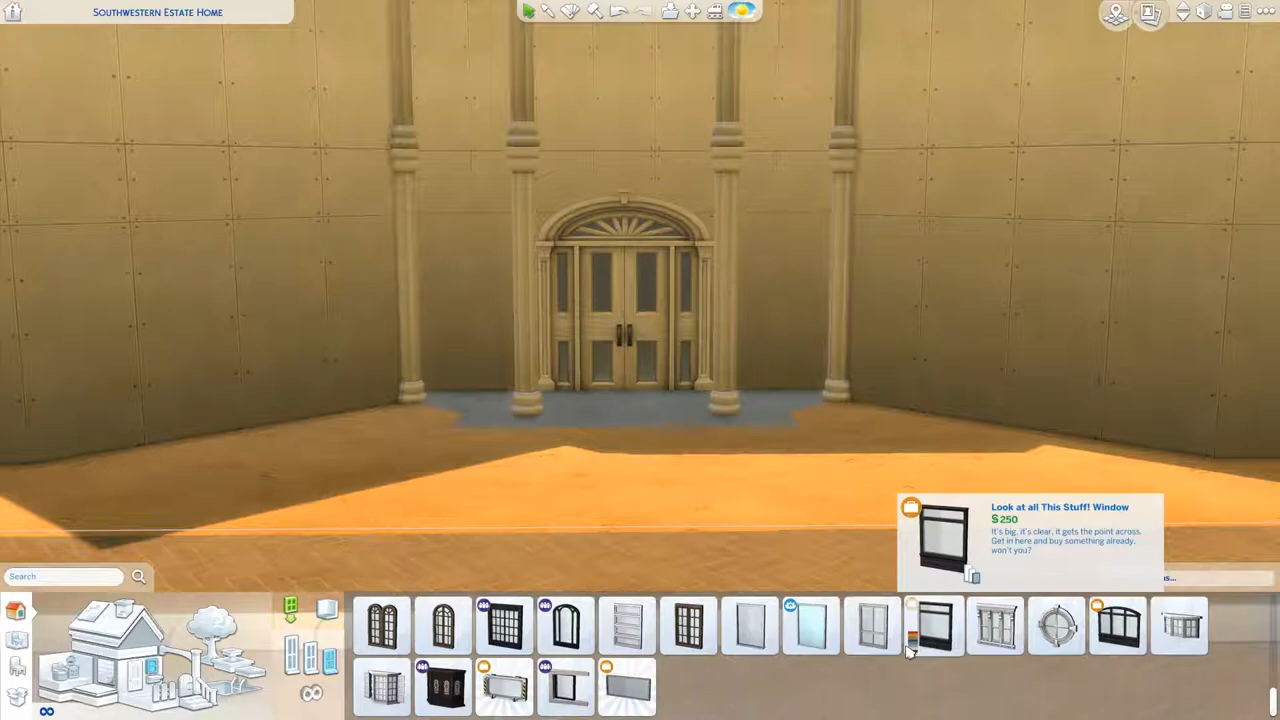 Southwestern Estate Home
Look at all This Stuff! Window
§250
It's big, it's clear, it gets the point across.
Get in here and buy something already,
won't you?
s...
Search